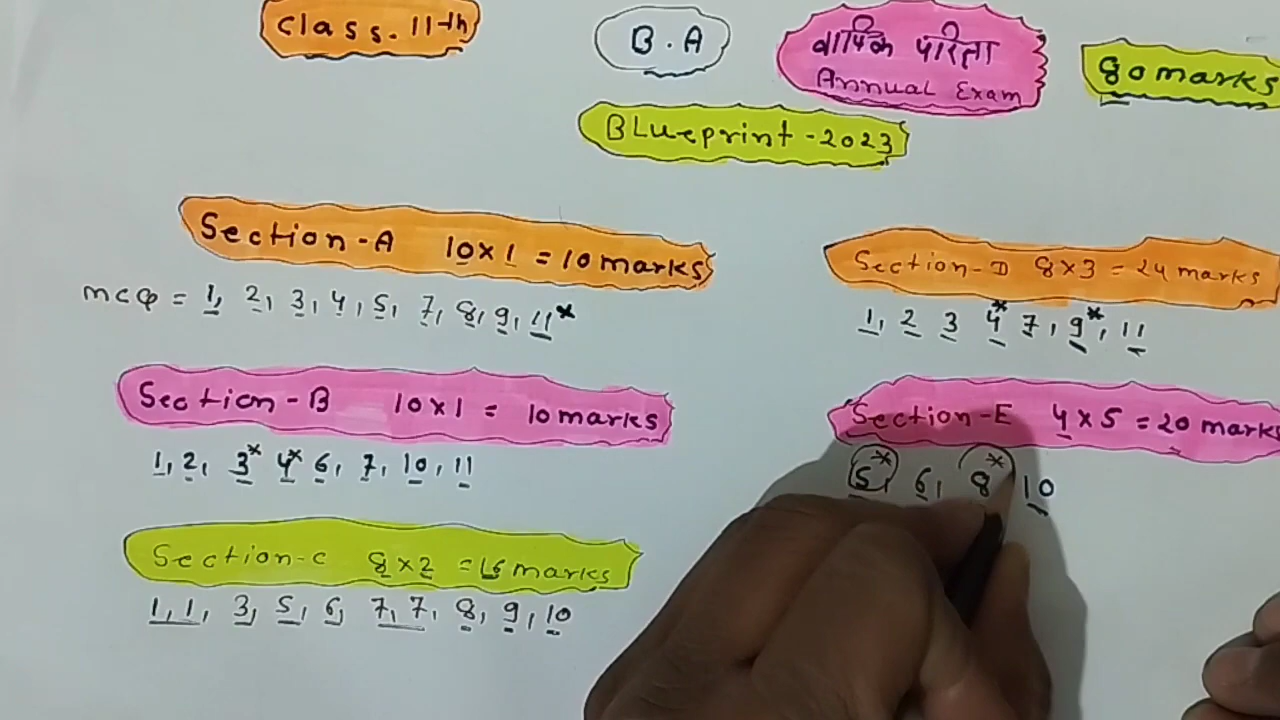 Class. 11th
B.A
वार्षिक परिक्षा
Annual Exam
80 marks
BLueprint - 2023
Section - A 10 x 1 = 10 marks
mcq = 1, 2, 3, 4, 5, 7, 8, 9, 11*
Section - B 10 x 1 = 10 marks
1, 2, 3* 4* 6, 7, 10, 11
Section - C 8 x 2 = 16 marks
1, 1, 3, 5, 6, 7, 7, 8, 9, 10
Section - D 8 x 3 = 24 marks
1, 2 3 4* 7, 9*, 11
Section - E 4 x 5 = 20 marks
5*, 6, 8* 10